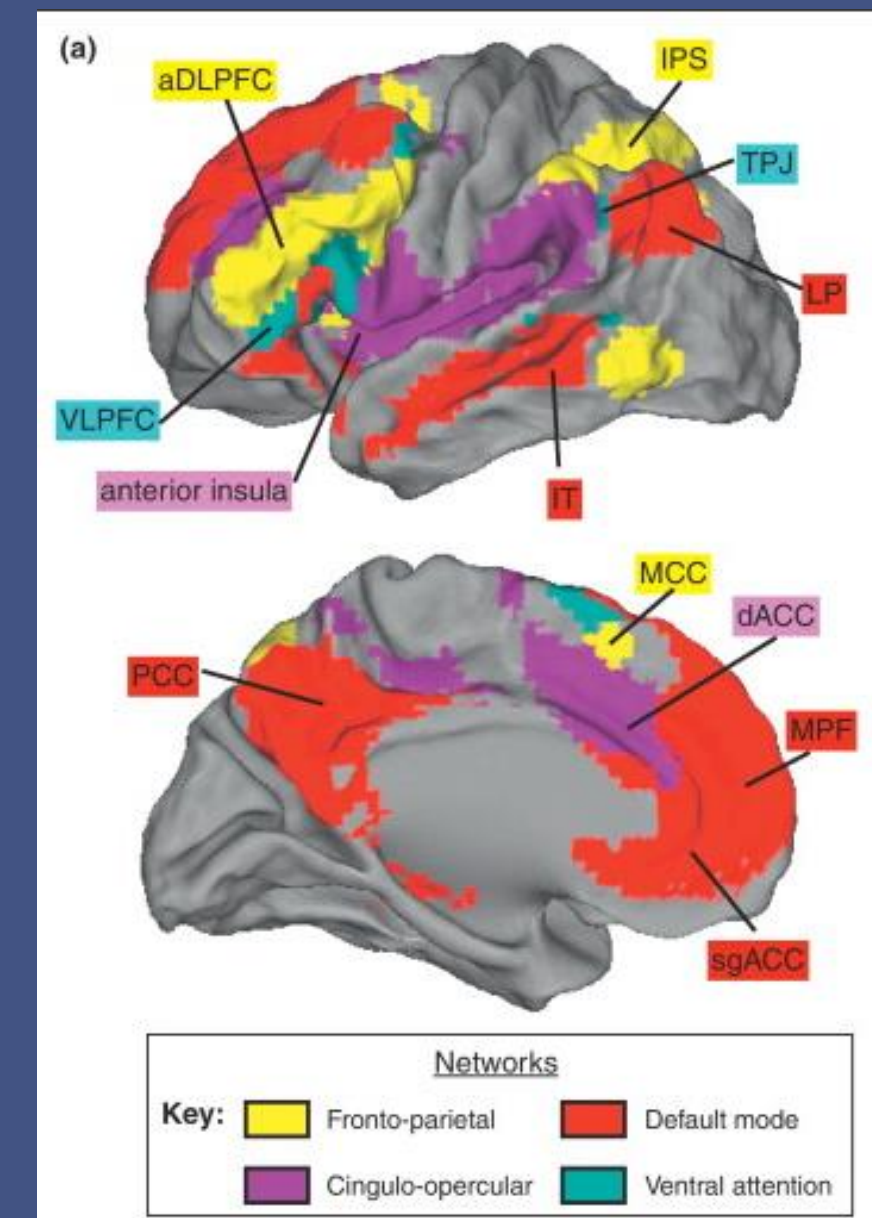 (a)
aDLPFC
IPS
TPJ
LP
VLPFC
anterior insula
IT
MCC
dACC
PCC
MPF
sgACC
Networks
Key: Fronto-parietal Default mode
Cingulo-opercular Ventral attention